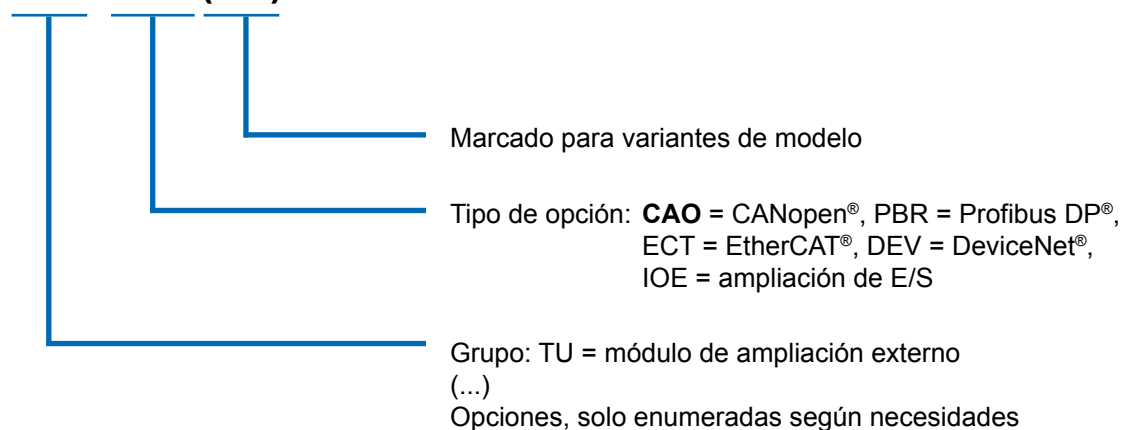 Marcado para variantes de modelo
Tipo de opción: CAO = CANopen®, PBR = Profibus DP®,
ECT = EtherCAT®, DEV = DeviceNet®,
IOE = ampliación de E/S
Grupo: TU = módulo de ampliación externo
(...)
Opciones, solo enumeradas según necesidades